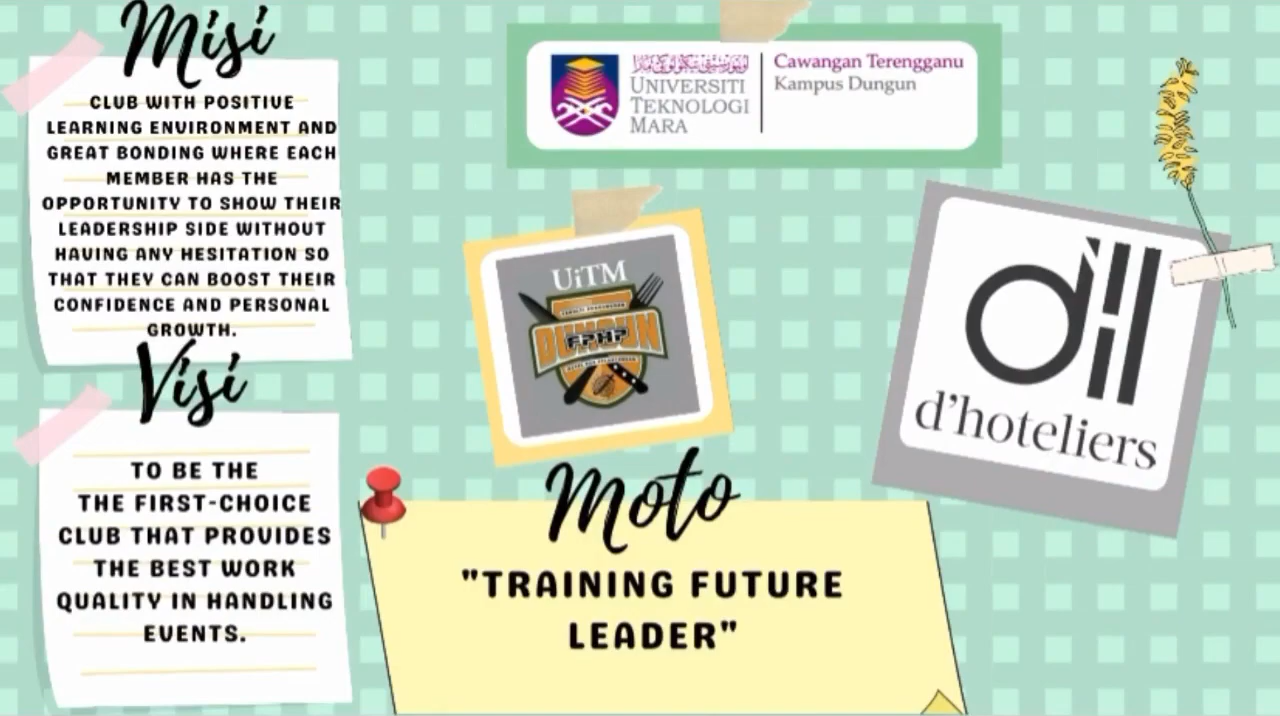 Misi
CLUB WITH POSITIVE
LEARNING ENVIRONMENT AND
GREAT BONDING WHERE EACH
MEMBER HAS THE
OPPORTUNITY TO SHOW THEIR
LEADERSHIP SIDE WITHOUT
HAVING ANY HESITATION SO
THAT THEY CAN BOOST THEIR
CONFIDENCE AND PERSONAL
GROWTH.
Visi
TO BE THE
THE FIRST-CHOICE
CLUB THAT PROVIDES
THE BEST WORK
QUALITY IN HANDLING
EVENTS.
UNIVERSITI
TEKNOLOGI
MARA
Cawangan Terengganu
Kampus Dungun
UiTM
DUNGUN
FPHP
d'hoteliers
Moto
"TRAINING FUTURE
LEADER"